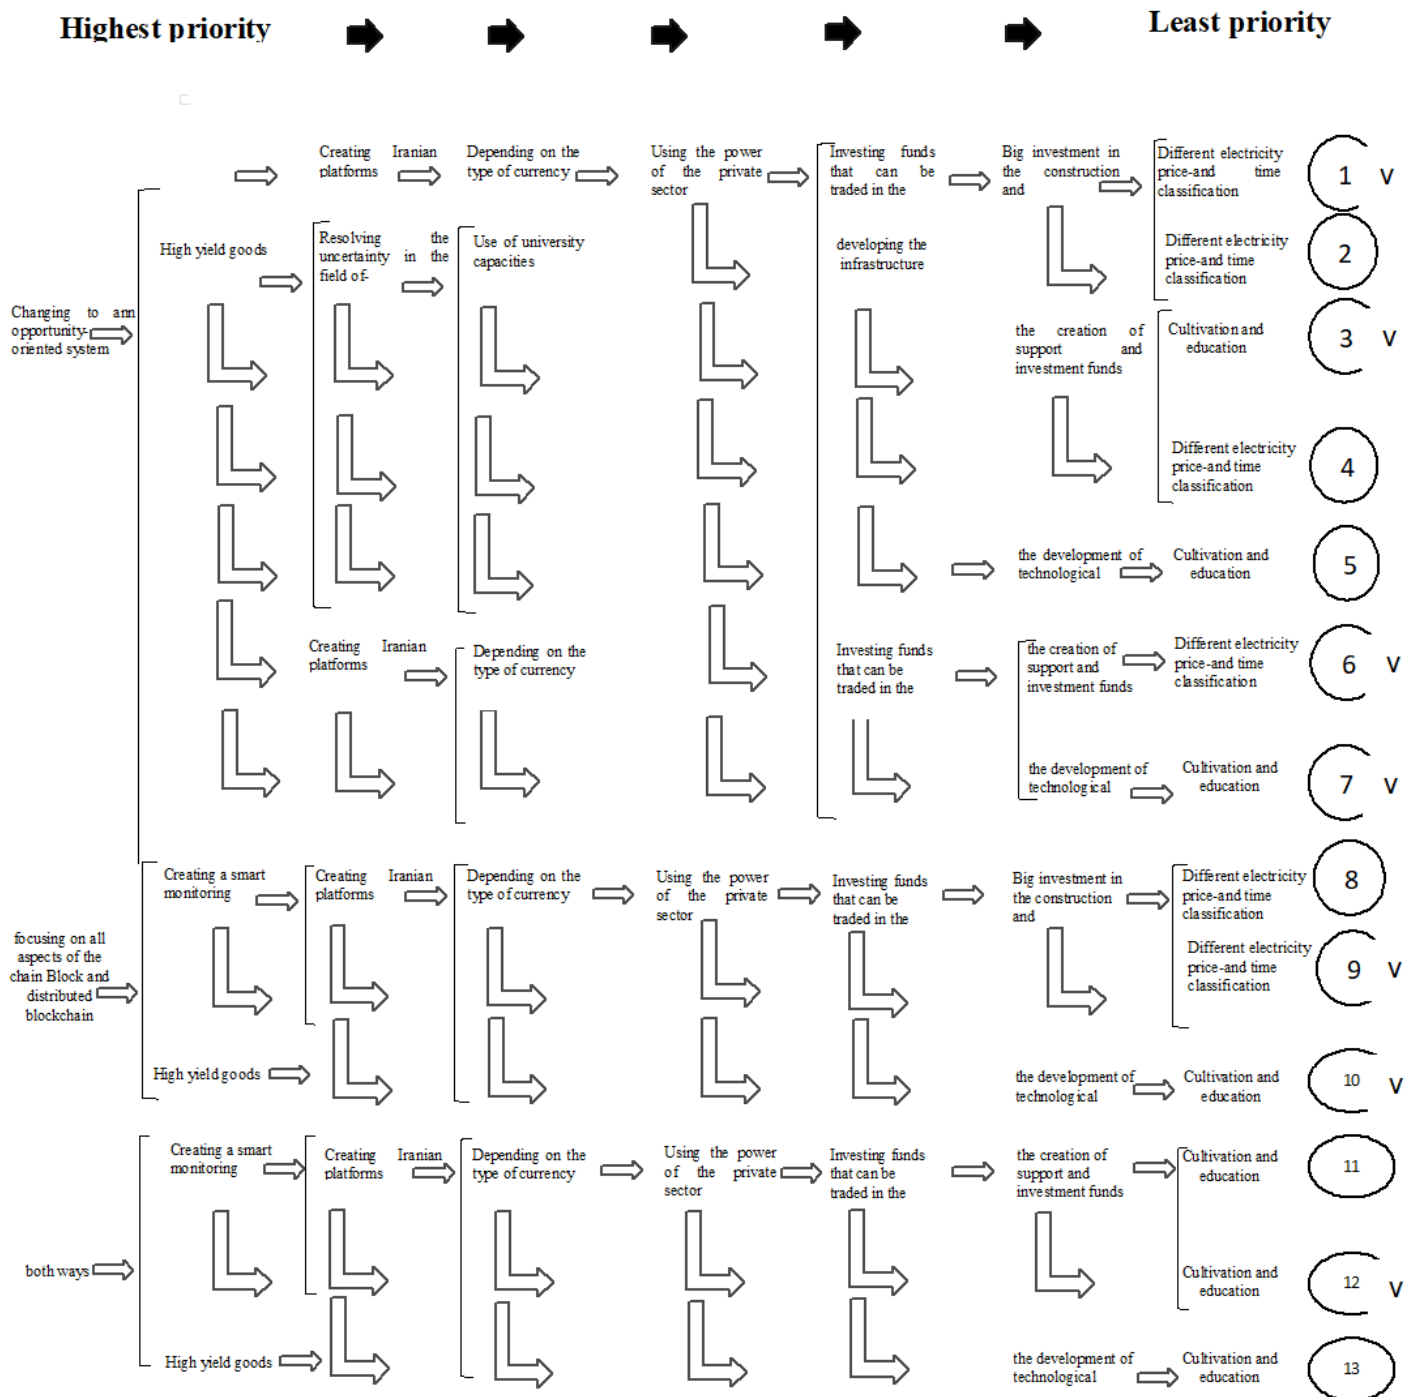 Highest priority
Least priority
Creating Iranian
platforms
Depending on the
type of currency
Using the power
of the private
sector
Investing funds
that can be
traded in the
Big investment in
the construction
and
Different electricity
price-and time
classification
1 V
High yield goods
Resolving the
uncertainty in the
field of-
Use of university
capacities
developing the
infrastructure
Different electricity
price-and time
classification
2
Changing to ann
opportunity-
oriented system
the creation of
support and
investment funds
Cultivation and
education
3 V
Different electricity
price-and time
classification
4
the development of
technological
Cultivation and
education
5
Creating Iranian
platforms
Depending on the
type of currency
Investing funds
that can be
traded in the
the creation of
support and
investment funds
Different electricity
price-and time
classification
6 V
the development of
technological
Cultivation and
education
7 V
Creating a smart
monitoring
Creating Iranian
platforms
Depending on the
type of currency
Using the power
of the private
sector
Investing funds
that can be
traded in the
Big investment in
the construction
and
Different electricity
price-and time
classification
8
focusing on all
aspects of the
chain Block and
distributed
blockchain
Different electricity
price-and time
classification
9 V
High yield goods
the development of
technological
Cultivation and
education
10 V
Creating a smart
monitoring
Creating Iranian
platforms
Depending on the
type of currency
Using the power
of the private
sector
Investing funds
that can be
traded in the
the creation of
support and
investment funds
Cultivation and
education
11
both ways
Cultivation and
education
12 V
High yield goods
the development of
technological
Cultivation and
education
13